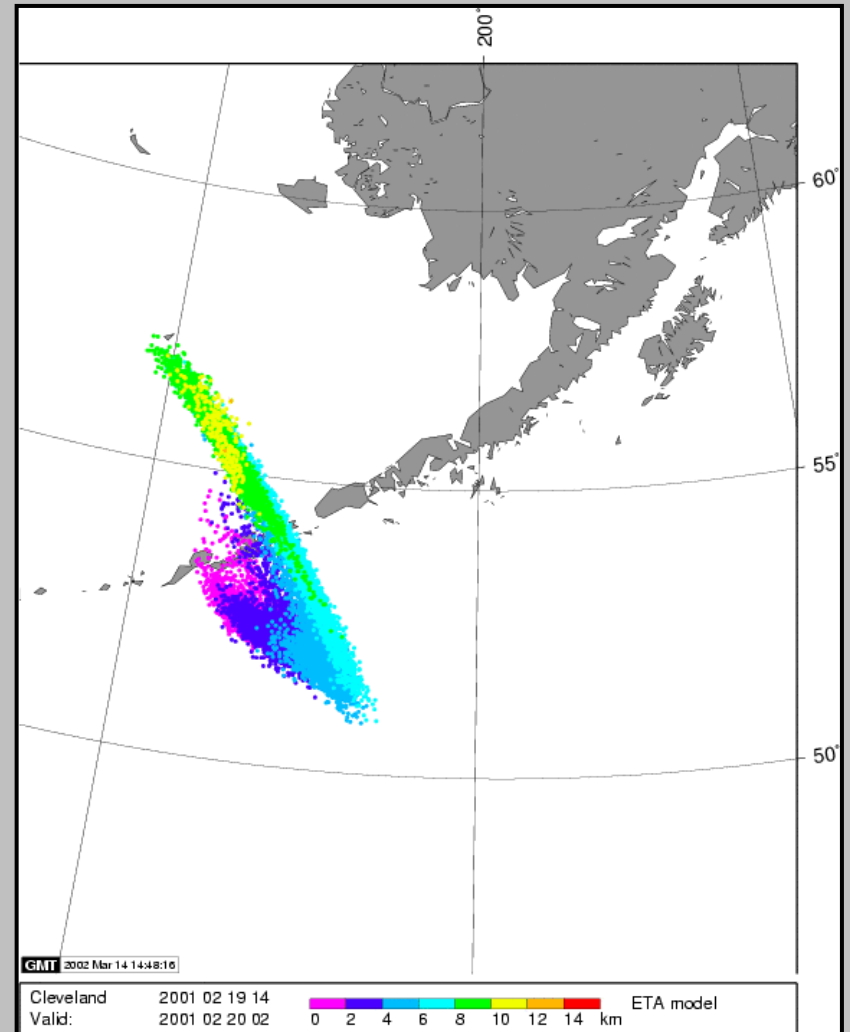 200°
60°
55°
50°
GMT 2002 Mar 14 14:48:16
Cleveland 2001 02 19 14
Valid: 2001 02 20 02
0 2 4 6 8 10 12 14 km
ETA model